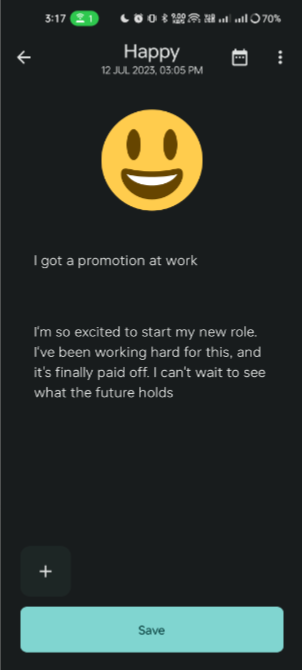 3:17 1 70%
Happy
12 JUL 2023, 03:05 PM
I got a promotion at work
I'm so excited to start my new role.
I've been working hard for this, and
it's finally paid off. I can't wait to see
what the future holds
+
Save